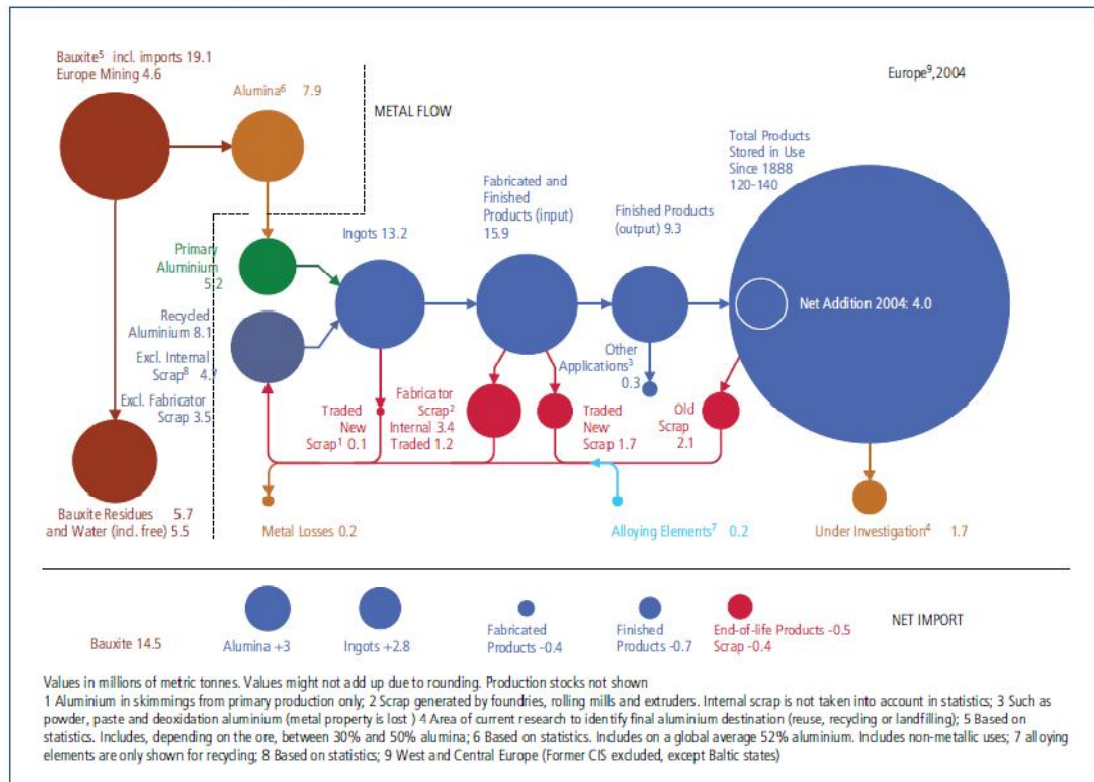 Bauxite5 incl. imports 19.1
Europe Mining 4.6
Europe9,2004
Alumina6 7.9
METAL FLOW
Total Products
Stored in Use
Since 1888
120-140
Fabricated and
Finished
Products (input)
15.9
Finished Products
(output) 9.3
Ingots 13.2
Primary
Aluminium
5.2
Net Addition 2004: 4.0
Recycled
Aluminium 8.1
Excl. Internal
Scrap8 4.7
Excl. Fabricator
Scrap 3.5
Other
Applications3
0.3
Traded
New
Scrap1 0.1
Fabricator
Scrap2
Internal 3.4
Traded 1.2
Traded
New
Scrap 1.7
Old
Scrap
2.1
Bauxite Residues 5.7
and Water (incl. free) 5.5
Metal Losses 0.2
Alloying Elements7 0.2
Under Investigation4 1.7
NET IMPORT
Bauxite 14.5
Alumina +3
Ingots +2.8
Fabricated
Products -0.4
Finished
Products -0.7
End-of-life Products -0.5
Scrap -0.4
Values in millions of metric tonnes. Values might not add up due to rounding. Production stocks not shown
1 Aluminium in skimmings from primary production only; 2 Scrap generated by foundries, rolling mills and extruders. Internal scrap is not taken into account in statistics; 3 Such as
powder, paste and deoxidation aluminium (metal property is lost ) 4 Area of current research to identify final aluminium destination (reuse, recycling or landfilling); 5 Based on
statistics. Includes, depending on the ore, between 30% and 50% alumina; 6 Based on statistics. Includes on a global average 52% aluminium. Includes non-metallic uses; 7 alloying
elements are only shown for recycling; 8 Based on statistics; 9 West and Central Europe (Former CIS excluded, except Baltic states)